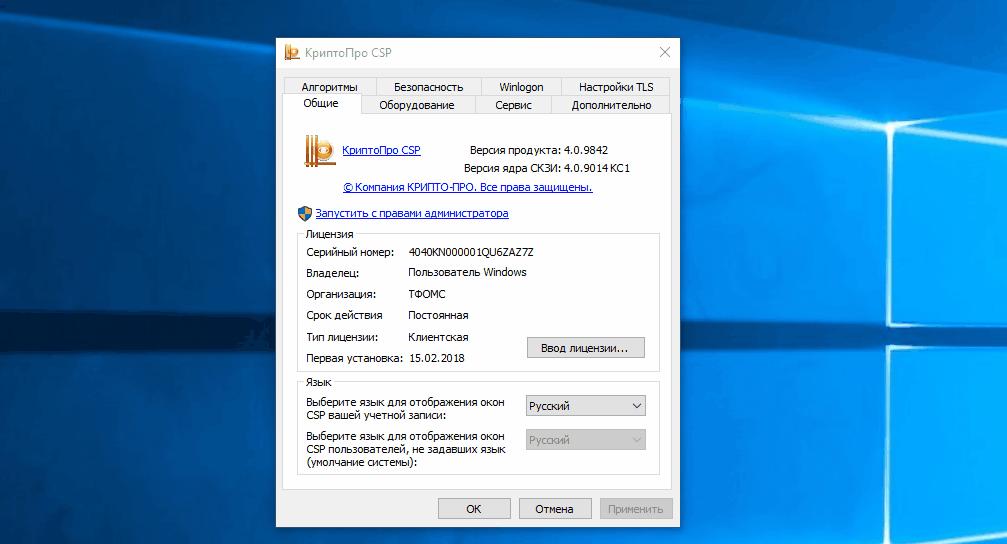 КриптоПро CSP
Алгоритмы Безопасность Winlogon Настройки TLS
Общие Оборудование Сервис Дополнительно
КриптоПро CSP Версия продукта: 4.0.9842
Версия ядра СКЗИ: 4.0.9014 КС1
© Компания КРИПТО-ПРО. Все права защищены.
Запустить с правами администратора
Лицензия
Серийный номер: 4040KN000001QU6ZAZ7Z
Владелец: Пользователь Windows
Организация: ТФОМС
Срок действия Постоянная
Тип лицензии: Клиентская
Ввод лицензии...
Первая установка: 15.02.2018
Язык
Выберите язык для отображения окон
CSP вашей учетной записи:
Русский
Выберите язык для отображения окон
CSP пользователей, не задавших язык
(умолчание системы):
Русский
ОК Отмена Применить